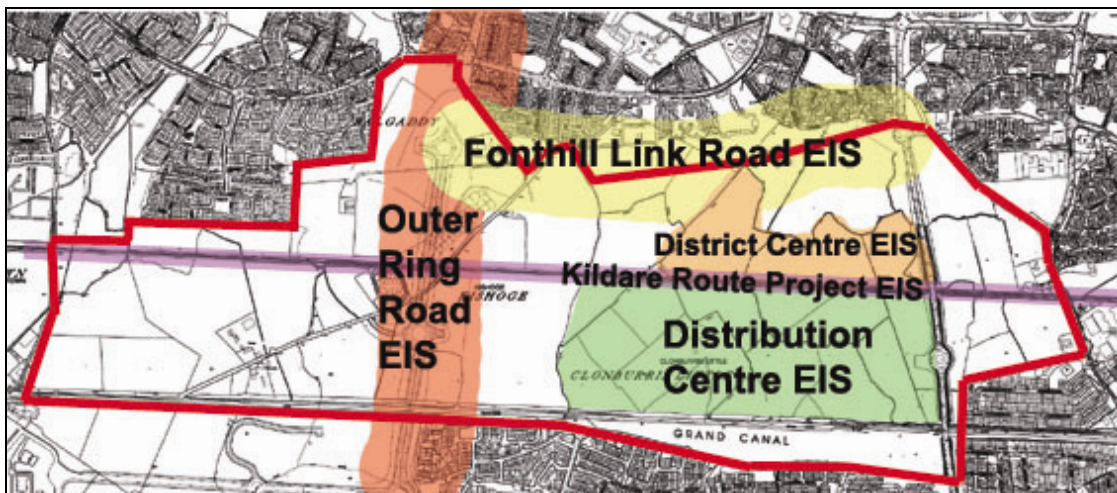 BALGADDY
Fonthill Link Road EIS
Outer
Ring
Road
EIS
District Centre EIS
Kildare Route Project EIS
Distribution
Centre EIS
GRAND CANAL